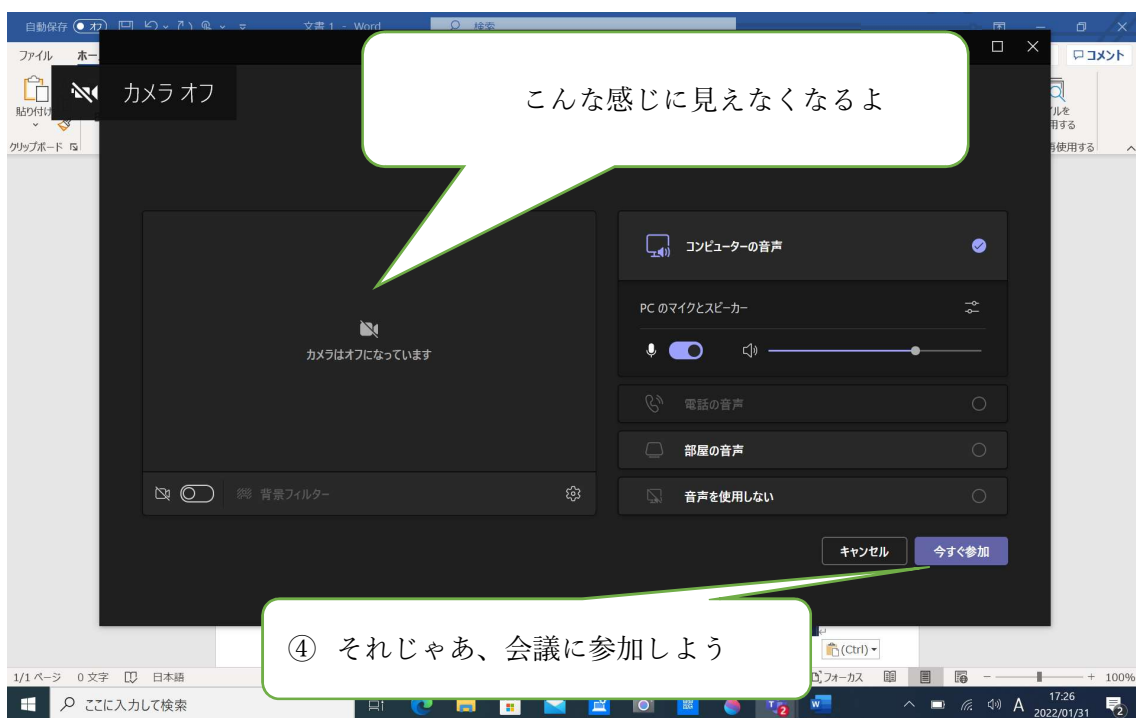 自動保存 オフ 文書 1 - Word 検索
ファイル ホー コメント
カメラ オフ
こんな感じに見えなくなるよ
貼り付け
クリップボード
コンピューターの音声
PC のマイクとスピーカー
カメラはオフになっています
電話の音声
部屋の音声
背景フィルター
音声を使用しない
キャンセル 今すぐ参加
④ それじゃあ、会議に参加しよう
(Ctrl)
1/1 ページ 0 文字 日本語 フォーカス 100%
ここに入力して検索 A 17:26
2022/01/31